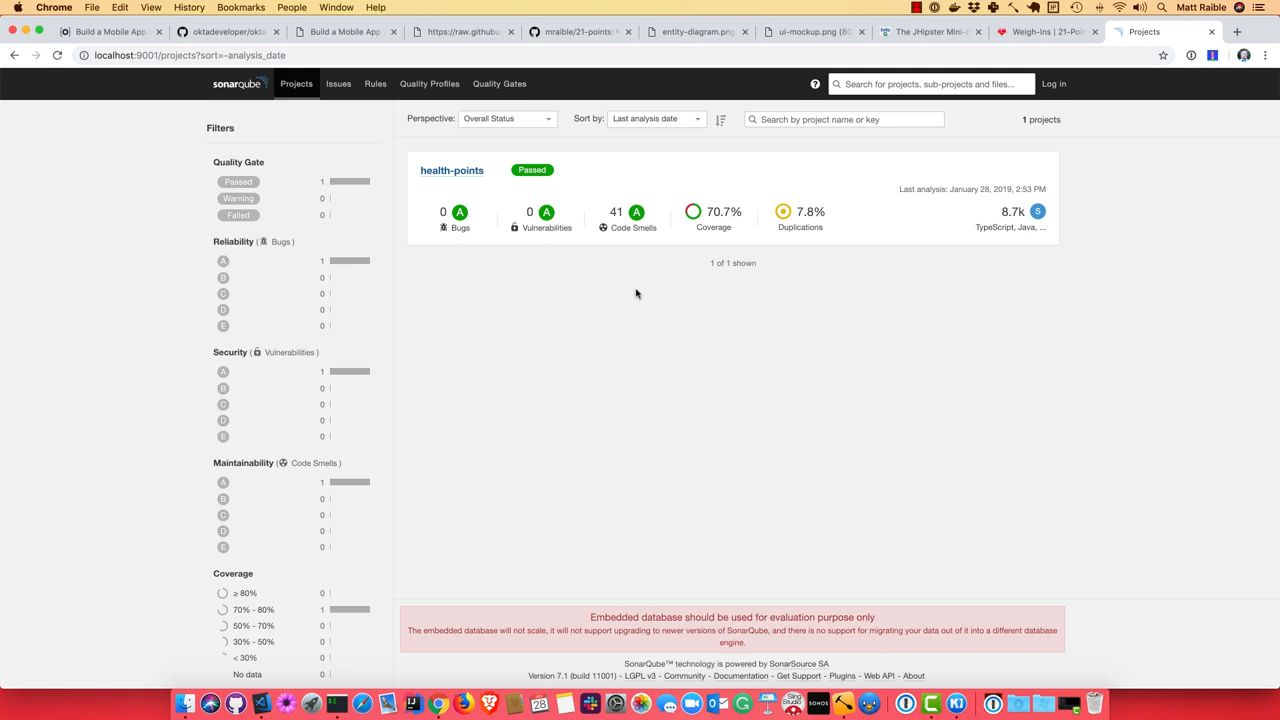 Chrome File Edit View History Bookmarks People Window Help Matt Raible
Build a Mobile App oktadeveloper/okta Build a Mobile App https://raw.githubus mraible/21-points: entity-diagram.png ui-mockup.png (80 The JHipster Mini-B Weigh-Ins | 21-Poi Projects
localhost:9001/projects?sort=-analysis_date
sonarqube Projects Issues Rules Quality Profiles Quality Gates Search for projects, sub-projects and files... Log in
Filters
Quality Gate
Passed 1
Warning 0
Failed 0
Reliability ( Bugs )
A 1
B 0
C 0
D 0
E 0
Security ( Vulnerabilities )
A 1
B 0
C 0
D 0
E 0
Maintainability ( Code Smells )
A 1
B 0
C 0
D 0
E 0
Coverage
≥ 80% 0
70% - 80% 1
50% - 70% 0
30% - 50% 0
< 30% 0
No data 0
Perspective: Overall Status Sort by: Last analysis date Search by project name or key 1 projects
health-points Passed
Last analysis: January 28, 2019, 2:53 PM
0 A 0 A 41 A 70.7% 7.8% 8.7k S
Bugs Vulnerabilities Code Smells Coverage Duplications TypeScript, Java, ...
1 of 1 shown
Embedded database should be used for evaluation purpose only
The embedded database will not scale, it will not support upgrading to newer versions of SonarQube, and there is no support for migrating your data out of it into a different database
engine.
SonarQube™ technology is powered by SonarSource SA
Version 7.1 (build 11001) - LGPL v3 - Community - Documentation - Get Support - Plugins - Web API - About
28 SONOS